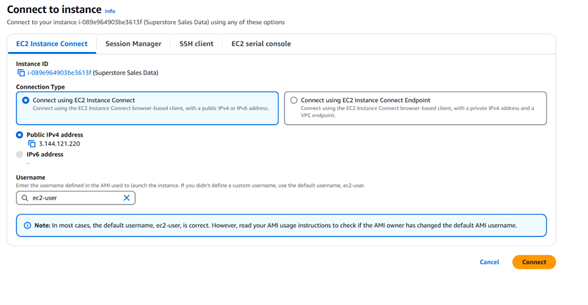 Connect to instance Info
Connect to your instance i-089e964903be3613f (Superstore Sales Data) using any of these options
EC2 Instance Connect
Session Manager
SSH client
EC2 serial console
Instance ID
i-089e964903be3613f (Superstore Sales Data)
Connection Type
Connect using EC2 Instance Connect
Connect using the EC2 Instance Connect browser-based client, with a public IPv4 or IPv6 address.
Connect using EC2 Instance Connect Endpoint
Connect using the EC2 Instance Connect browser-based client, with a private IPv4 address and a
VPC endpoint.
Public IPv4 address
3.144.121.220
IPv6 address
–
Username
Enter the username defined in the AMI used to launch the instance. If you didn't define a custom username, use the default username, ec2-user.
ec2-user
Note: In most cases, the default username, ec2-user, is correct. However, read your AMI usage instructions to check if the AMI owner has changed the default AMI username.
Cancel
Connect